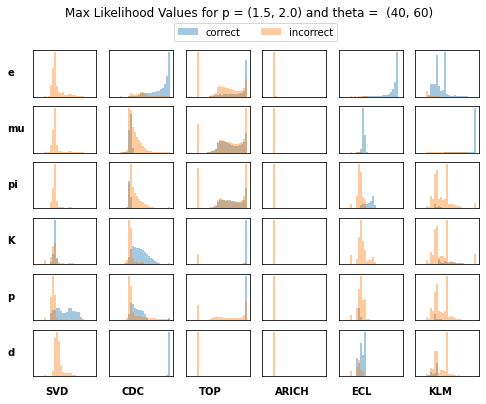 Max Likelihood Values for p = (1.5, 2.0) and theta =  (40, 60)
correct incorrect
e
mu
pi
K
p
d
SVD CDC TOP ARICH ECL KLM